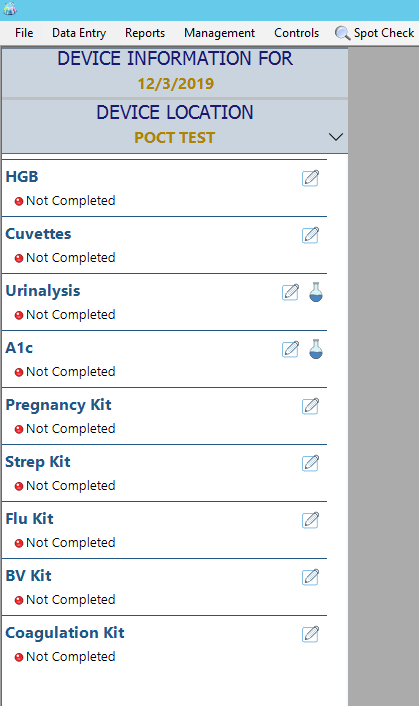 File Data Entry Reports Management Controls Spot Check
DEVICE INFORMATION FOR
12/3/2019
DEVICE LOCATION
POCT TEST
HGB
Not Completed
Cuvettes
Not Completed
Urinalysis
Not Completed
A1c
Not Completed
Pregnancy Kit
Not Completed
Strep Kit
Not Completed
Flu Kit
Not Completed
BV Kit
Not Completed
Coagulation Kit
Not Completed